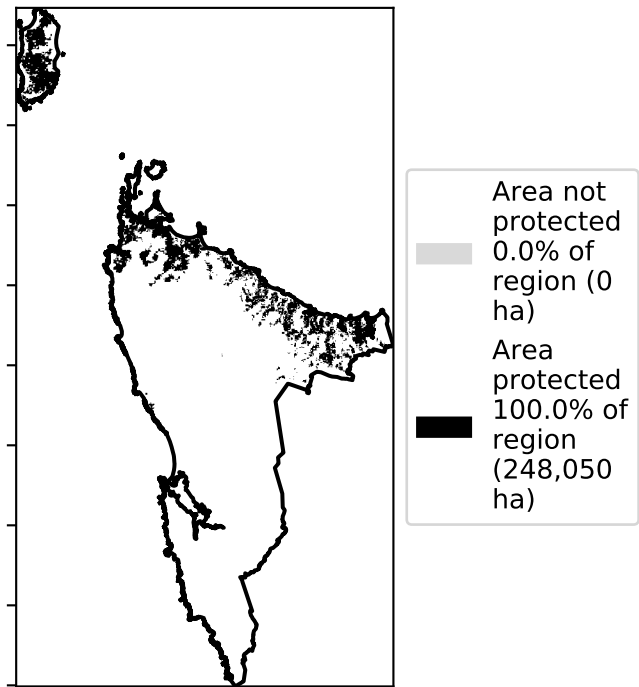 Area not
protected
0.0% of
region (0
ha)
Area
protected
100.0% of
region
(248,050
ha)